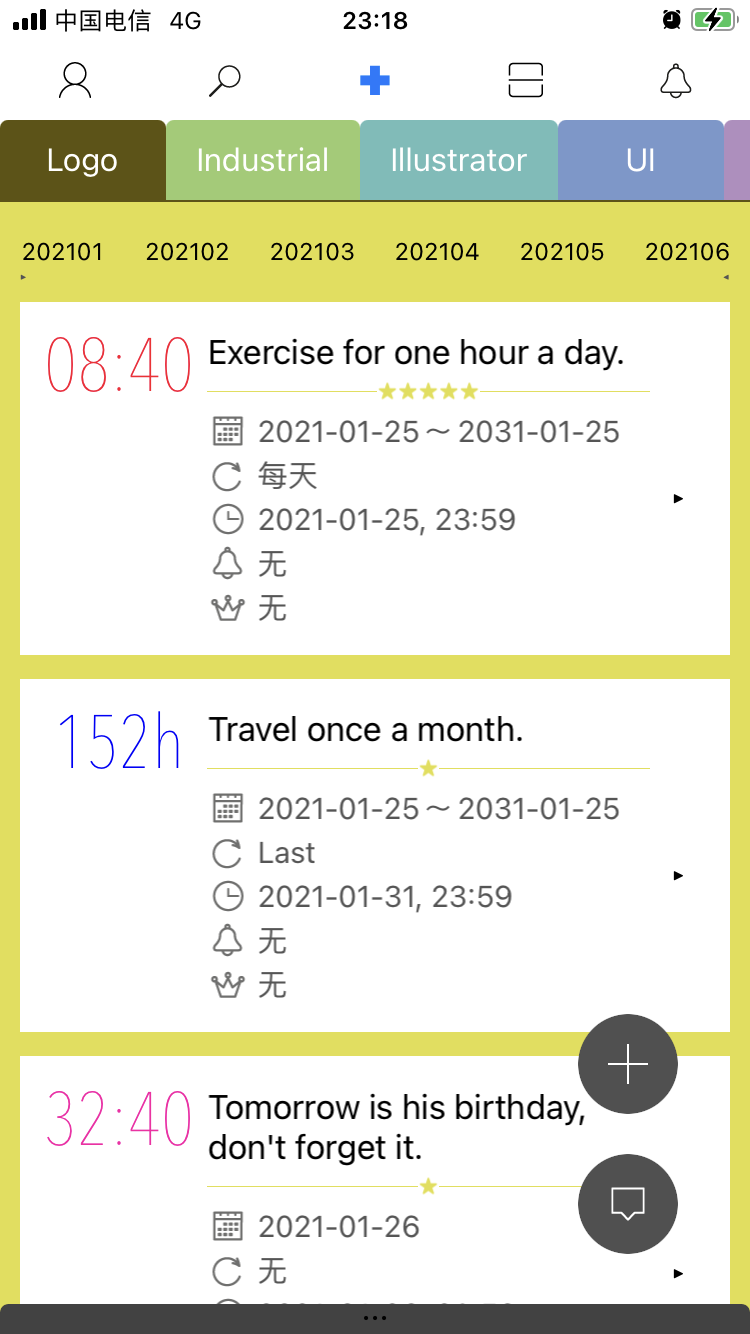 中国电信 4G 23:18
Logo Industrial Illustrator UI
202101 202102 202103 202104 202105 202106
08:40 Exercise for one hour a day.
2021-01-25～2031-01-25
每天
2021-01-25, 23:59
无
无
152h Travel once a month.
2021-01-25～2031-01-25
Last
2021-01-31, 23:59
无
无
32:40 Tomorrow is his birthday,
don't forget it.
2021-01-26
无